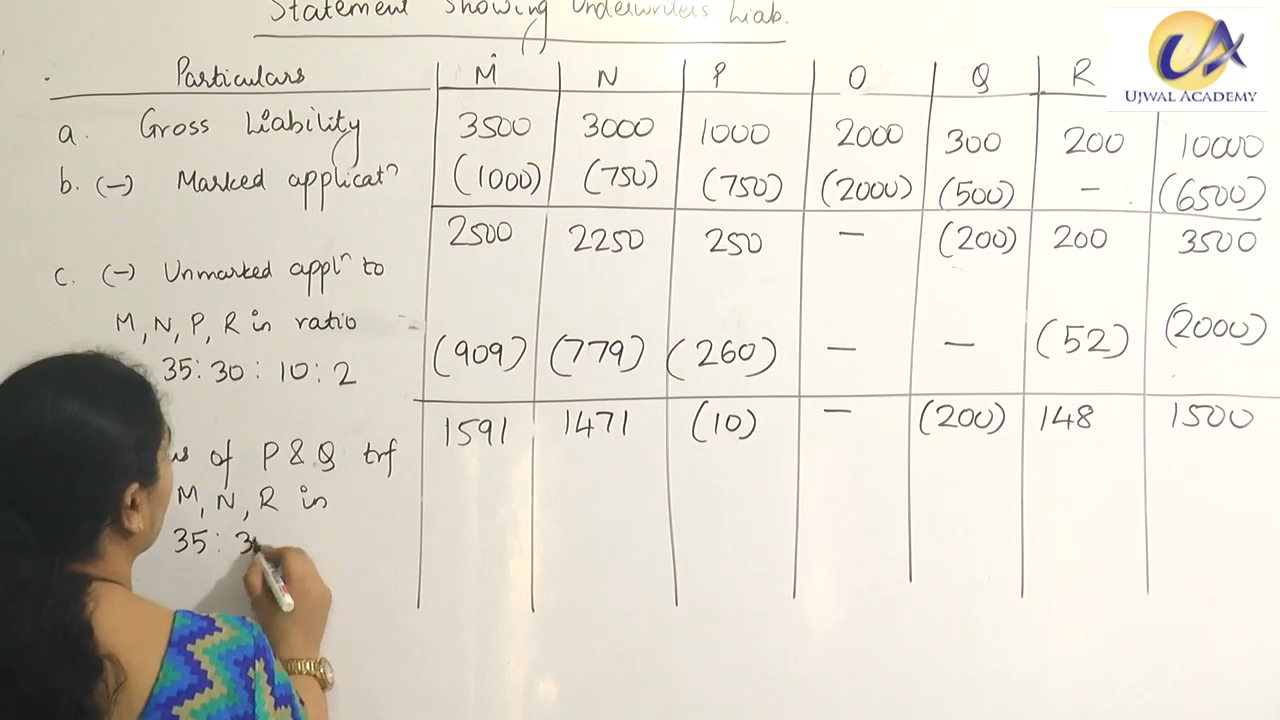 Statement Showing Underwriters Liab.
Particulars M N P O Q R
UJWAL ACADEMY
a. Gross Liability 3500 3000 1000 2000 300 200 10000
b. (-) Marked applicatn (1000) (750) (750) (2000) (500) - (6500)
2500 2250 250 - (200) 200 3500
c. (-) Unmarked appln to
M, N, P, R in ratio (2000)
35: 30: 10: 2 (909) (779) (260) - - (52)
1591 1471 (10) - (200) 148 1500
of P & Q trf
M, N, R in
35: 3